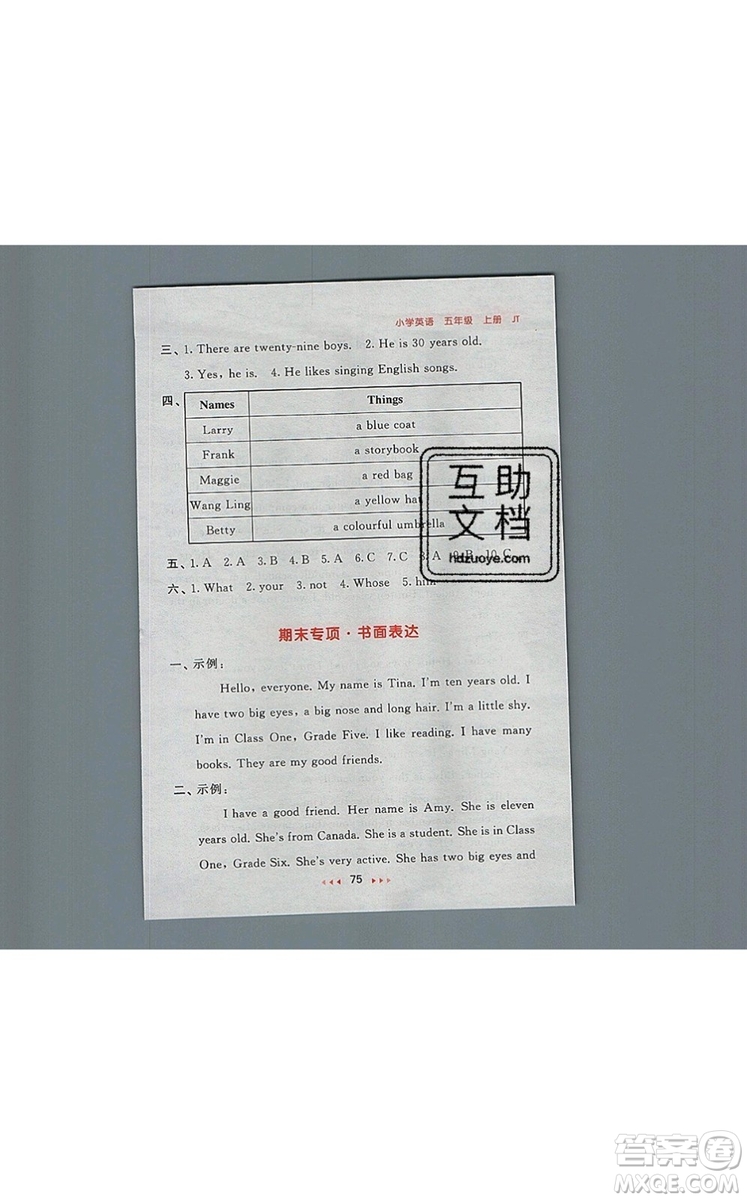 小学英语 五年级 上册 JT
三、1. There are twenty-nine boys. 2. He is 30 years old.
3. Yes, he is. 4. He likes singing English songs.
四、
Names Things
Larry a blue coat
Frank a storybook
Maggie a red bag
Wang Ling a yellow hat
Betty a colourful umbrella
互助
文档
hdzuoye.com
五、1. A 2. A 3. B 4. B 5. A 6. C 7. C 8. A 9. B 10. C
六、1. What 2. your 3. not 4. Whose 5. him
期末专项·书面表达
一、示例：
Hello, everyone. My name is Tina. I'm ten years old. I
have two big eyes, a big nose and long hair. I'm a little shy.
I'm in Class One, Grade Five. I like reading. I have many
books. They are my good friends.
二、示例：
I have a good friend. Her name is Amy. She is eleven
years old. She's from Canada. She is a student. She is in Class
One, Grade Six. She's very active. She has two big eyes and
75
答案圈
MXQE.COM